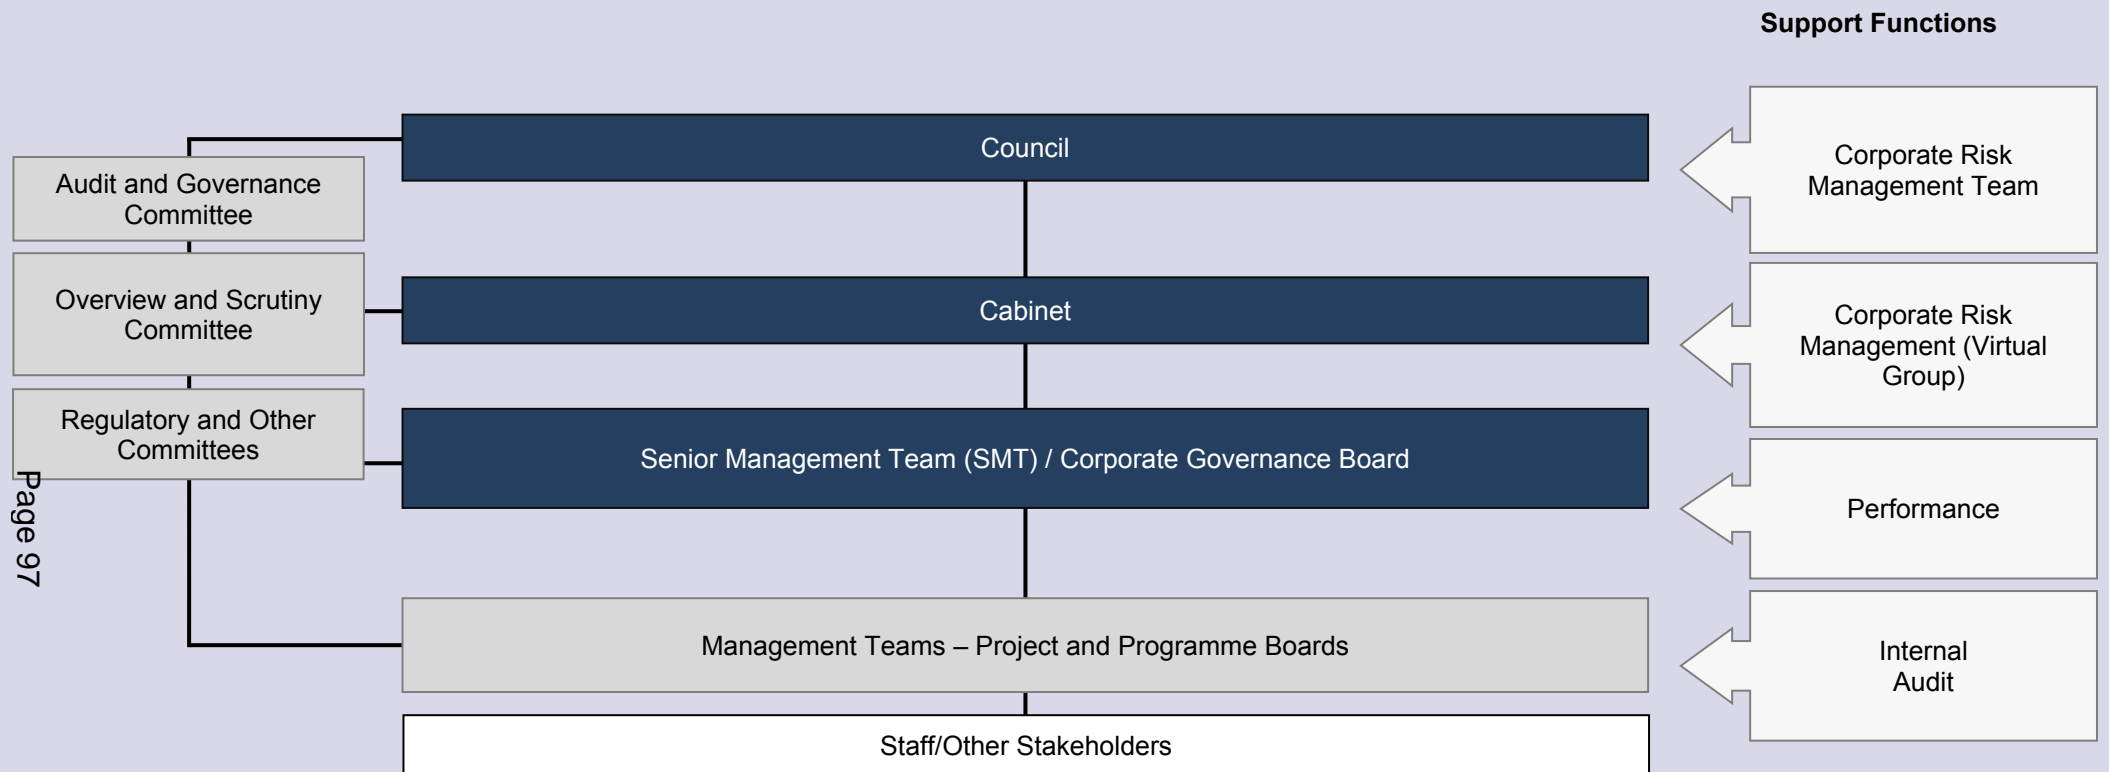 Support Functions
Council
Audit and Governance
Committee
Corporate Risk
Management Team
Overview and Scrutiny
Committee
Cabinet
Corporate Risk
Management (Virtual
Group)
Regulatory and Other
Committees
Senior Management Team (SMT) / Corporate Governance Board
Performance
Page 97
Management Teams – Project and Programme Boards
Internal
Audit
Staff/Other Stakeholders